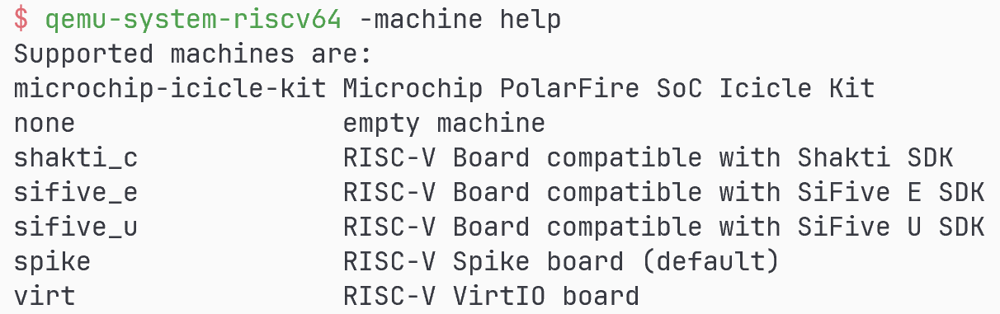 $ qemu-system-riscv64 -machine help
Supported machines are:
microchip-icicle-kit Microchip PolarFire SoC Icicle Kit
none                 empty machine
shakti_c             RISC-V Board compatible with Shakti SDK
sifive_e             RISC-V Board compatible with SiFive E SDK
sifive_u             RISC-V Board compatible with SiFive U SDK
spike                RISC-V Spike board (default)
virt                 RISC-V VirtIO board